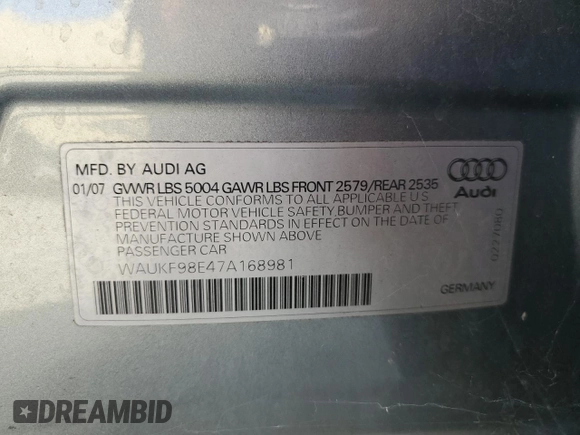 MFD. BY AUDI AG
01/07 GVWR LBS 5004 GAWR LBS FRONT 2579/REAR 2535
THIS VEHICLE CONFORMS TO ALL APPLICABLE U S
FEDERAL MOTOR VEHICLE SAFETY BUMPER AND THEFT
PREVENTION STANDARDS IN EFFECT ON THE DATE OF
MANUFACTURE SHOWN ABOVE
PASSENGER CAR
WAUKF98E47A168981
Audi
GERMANY
DREAMBID